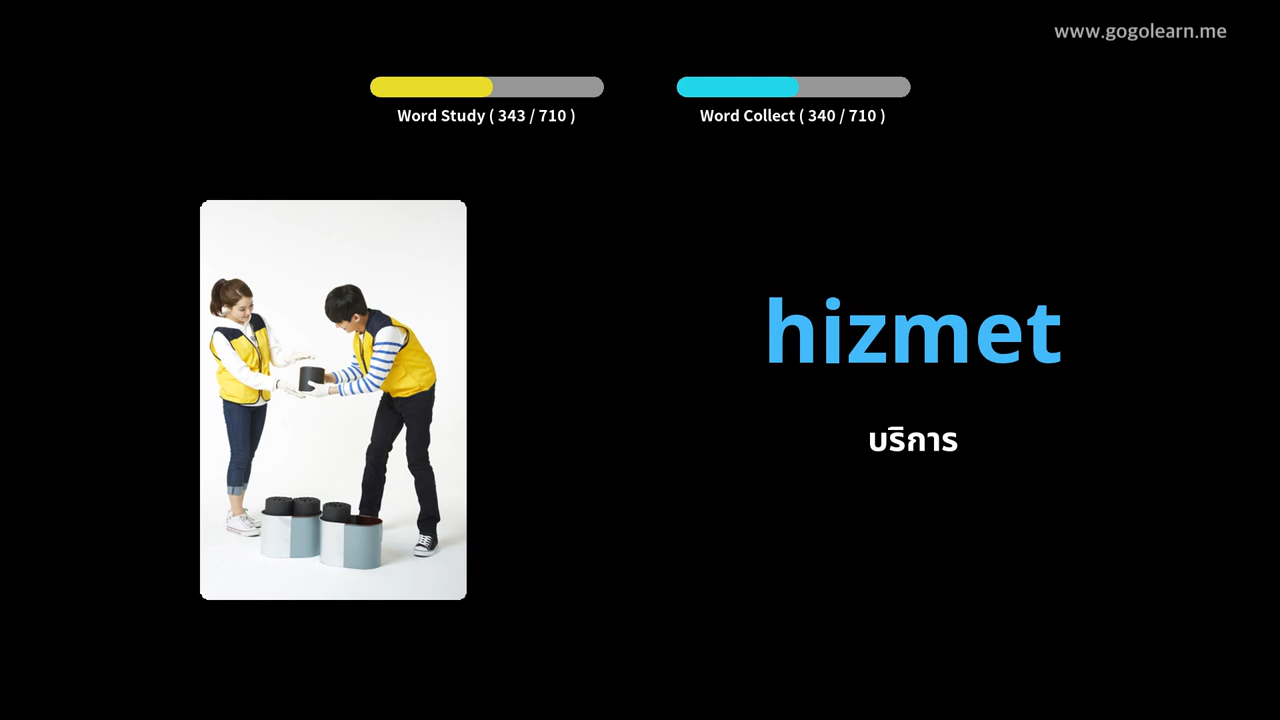 www.gogolearn.me
Word Study ( 343 / 710 )
Word Collect ( 340 / 710 )
hizmet
บริการ